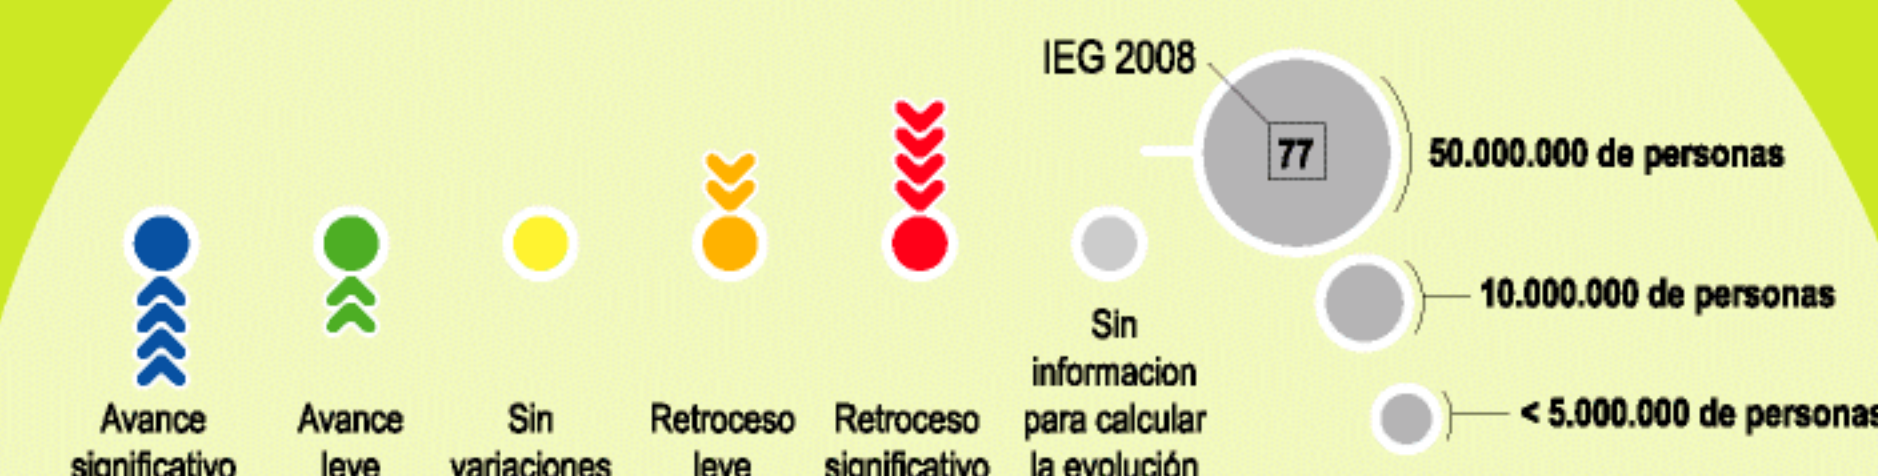 IEG 2008
77
50.000.000 de personas
10.000.000 de personas
< 5.000.000 de personas
Avance
significativo
Avance
leve
Sin
variaciones
Retroceso
leve
Retroceso
significativo
Sin
informacion
para calcular
la evolución